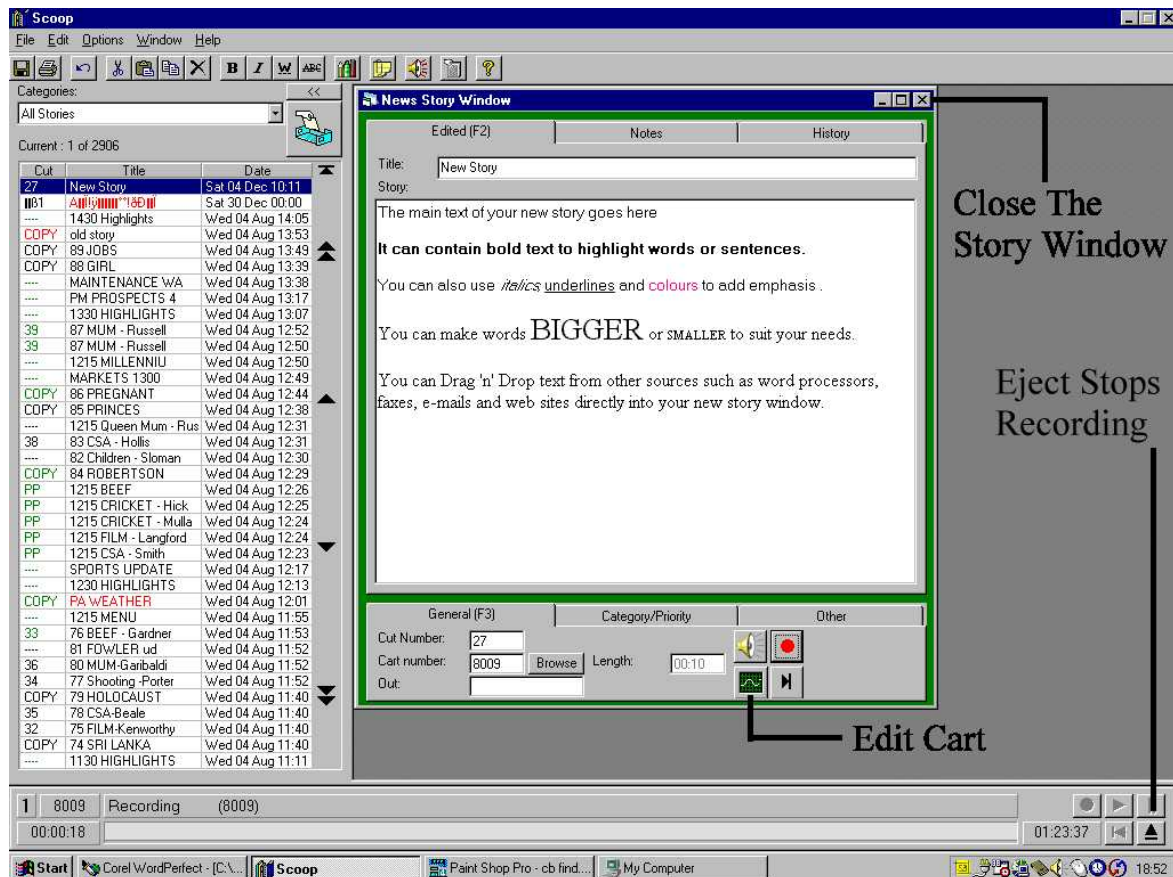 Scoop
File Edit Options Window Help
B I W ABC
Categories: <<
All Stories
Current : 1 of 2906
Cut Title Date
27 New Story Sat 04 Dec 10:11
Sat 30 Dec 00:00
---- 1430 Highlights Wed 04 Aug 14:05
COPY old story Wed 04 Aug 13:53
COPY 89 JOBS Wed 04 Aug 13:49
COPY 88 GIRL Wed 04 Aug 13:39
---- MAINTENANCE WA Wed 04 Aug 13:38
---- PM PROSPECTS 4 Wed 04 Aug 13:17
---- 1330 HIGHLIGHTS Wed 04 Aug 13:07
39 87 MUM - Russell Wed 04 Aug 12:52
39 87 MUM - Russell Wed 04 Aug 12:50
---- 1215 MILLENNIU Wed 04 Aug 12:50
---- MARKETS 1300 Wed 04 Aug 12:49
COPY 86 PREGNANT Wed 04 Aug 12:44
COPY 85 PRINCES Wed 04 Aug 12:38
---- 1215 Queen Mum - Rus Wed 04 Aug 12:31
38 83 CSA - Hollis Wed 04 Aug 12:31
---- 82 Children - Sloman Wed 04 Aug 12:30
COPY 84 ROBERTSON Wed 04 Aug 12:29
PP 1215 BEEF Wed 04 Aug 12:26
PP 1215 CRICKET - Hick Wed 04 Aug 12:25
PP 1215 CRICKET - Mulla Wed 04 Aug 12:24
PP 1215 FILM - Langford Wed 04 Aug 12:24
PP 1215 CSA - Smith Wed 04 Aug 12:23
---- SPORTS UPDATE Wed 04 Aug 12:17
---- 1230 HIGHLIGHTS Wed 04 Aug 12:13
COPY PA WEATHER Wed 04 Aug 12:01
---- 1215 MENU Wed 04 Aug 11:55
33 76 BEEF - Gardner Wed 04 Aug 11:53
---- 81 FOWLER ud Wed 04 Aug 11:52
36 80 MUM-Garibaldi Wed 04 Aug 11:52
34 77 Shooting -Porter Wed 04 Aug 11:52
COPY 79 HOLOCAUST Wed 04 Aug 11:40
35 78 CSA-Beale Wed 04 Aug 11:40
32 75 FILM-Kenworthy Wed 04 Aug 11:40
COPY 74 SRI LANKA Wed 04 Aug 11:40
---- 1130 HIGHLIGHTS Wed 04 Aug 11:11
News Story Window
Edited (F2) Notes History
Title: New Story
Story:
The main text of your new story goes here
It can contain bold text to highlight words or sentences.
You can also use italics, underlines and colours to add emphasis .
You can make words BIGGER or SMALLER to suit your needs.
You can Drag 'n' Drop text from other sources such as word processors,
faxes, e-mails and web sites directly into your new story window.
General (F3) Category/Priority Other
Cut Number: 27
Cart number: 8009 Browse Length: 00:10
Out:
Close The
Story Window
Eject Stops
Recording
Edit Cart
1 8009 Recording (8009)
00:00:18 01:23:37
Start Corel WordPerfect - [C:\... Scoop Paint Shop Pro - cb find.... My Computer 18:52